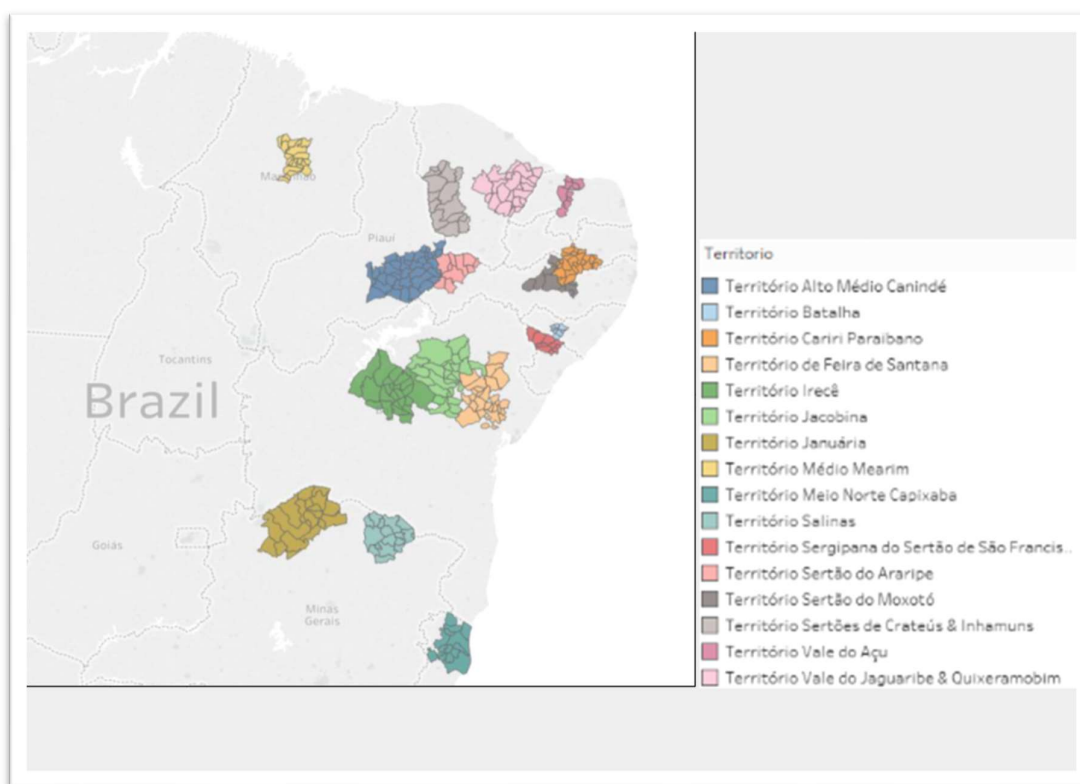 Maranhão
Piauí
Tocantins
Brazil
Goiás
Minas
Gerais
Territorio
Território Alto Médio Canindé
Território Batalha
Território Cariri Paraibano
Território de Feira de Santana
Território Irecê
Território Jacobina
Território Januária
Território Médio Mearim
Território Meio Norte Capixaba
Território Salinas
Território Sergipana do Sertão de São Francis..
Território Sertão do Araripe
Território Sertão do Moxotó
Território Sertões de Crateús & Inhamuns
Território Vale do Açu
Território Vale do Jaguaribe & Quixeramobim